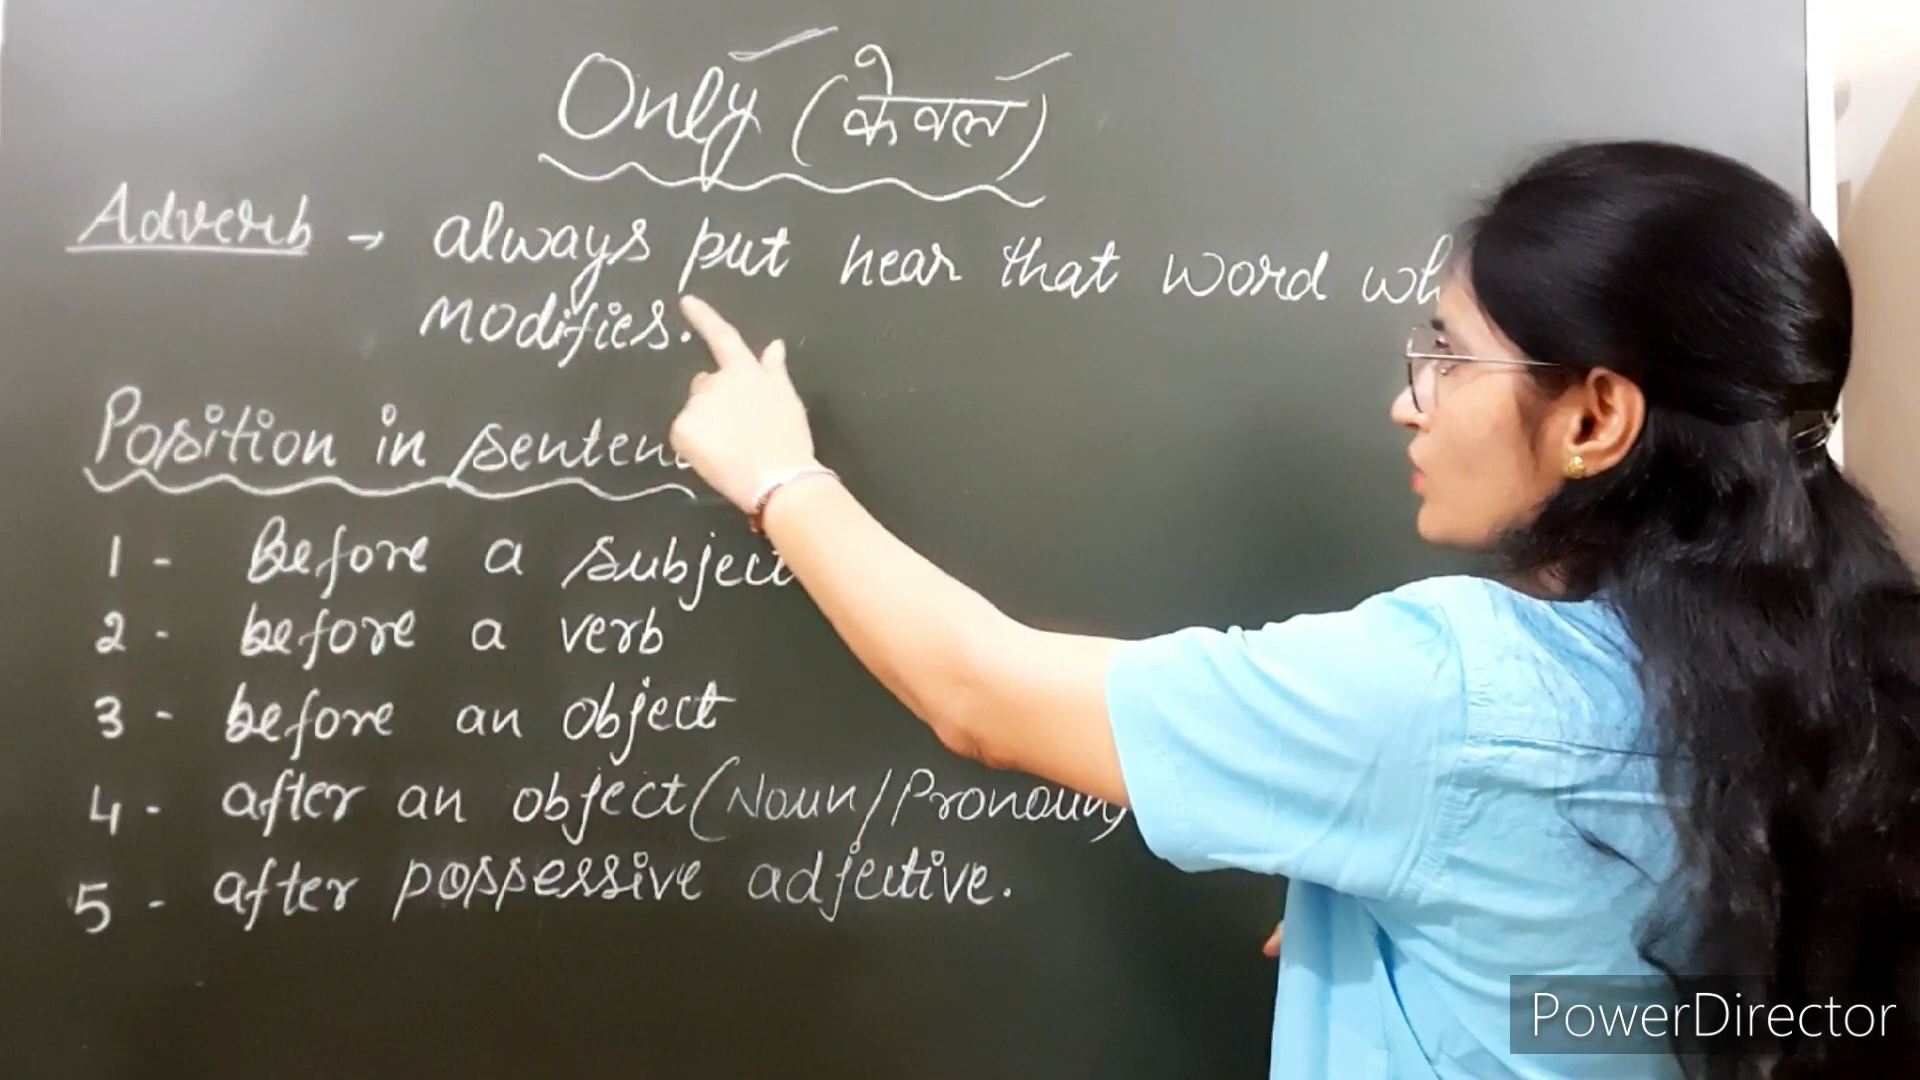 Only (केवल)
Adverb → always put near that word wh
modifies.
Position in senten
1 - Before a subject
2 - before a verb
3 - before an object
4 - after an object (Noun/Pronoun)
5 - after possessive adjective.
PowerDirector